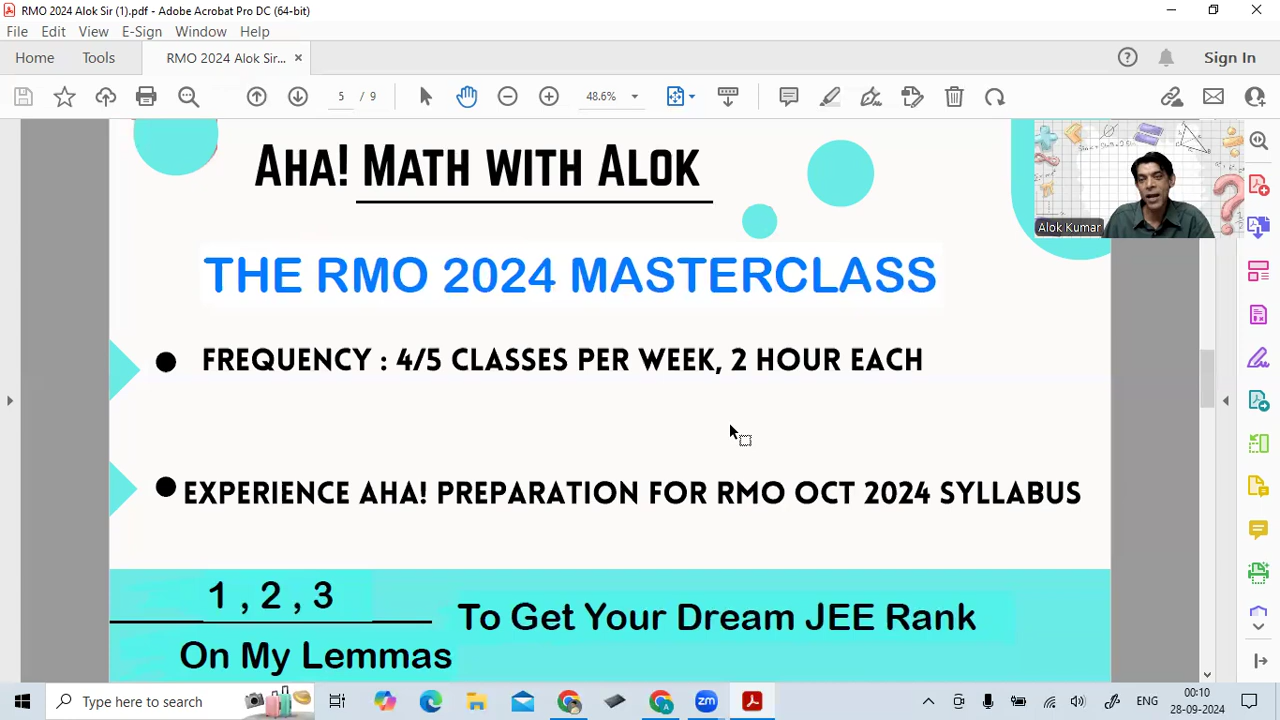 RMO 2024 Alok Sir (1).pdf - Adobe Acrobat Pro DC (64-bit)
File Edit View E-Sign Window Help
Home Tools RMO 2024 Alok Sir... Sign In
5 / 9 48.6%
AHA! MATH WITH ALOK
Alok Kumar
THE RMO 2024 MASTERCLASS
FREQUENCY : 4/5 CLASSES PER WEEK, 2 HOUR EACH
EXPERIENCE AHA! PREPARATION FOR RMO OCT 2024 SYLLABUS
1 , 2 , 3
To Get Your Dream JEE Rank
On My Lemmas
Type here to search
ENG
00:10
28-09-2024